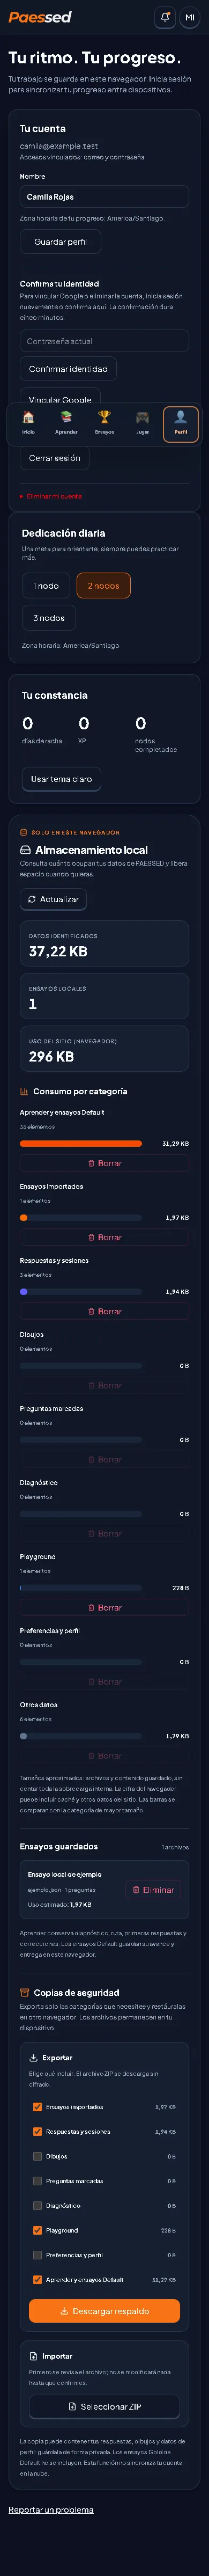 Paessed
MI
Tu ritmo. Tu progreso.
Tu trabajo se guarda en este navegador. Inicia sesión
para sincronizar tu progreso entre dispositivos.
Tu cuenta
camila@example.test
Accesos vinculados: correo y contraseña
Nombre
Camila Rojas
Zona horaria de tu progreso: America/Santiago.
Guardar perfil
Confirma tu identidad
Para vincular Google o eliminar la cuenta, inicia sesión
nuevamente o confirma aquí. La confirmación dura
cinco minutos.
Contraseña actual
Confirmar identidad
Vincular Google
Inicio
Aprender
Ensayos
Jugar
Perfil
Cerrar sesión
Eliminar mi cuenta
Dedicación diaria
Una meta para orientarte, siempre puedes practicar
más.
1 nodo
2 nodos
3 nodos
Zona horaria: America/Santiago
Tu constancia
0
días de racha
0
XP
0
nodos
completados
Usar tema claro
SOLO EN ESTE NAVEGADOR
Almacenamiento local
Consulta cuánto ocupan tus datos de PAESSED y libera
espacio cuando quieras.
Actualizar
DATOS IDENTIFICADOS
37,22 KB
ENSAYOS LOCALES
1
USO DEL SITIO (NAVEGADOR)
296 KB
Consumo por categoría
Aprender y ensayos Default
33 elementos
31,29 KB
Borrar
Ensayos importados
1 elementos
1,97 KB
Borrar
Respuestas y sesiones
3 elementos
1,94 KB
Borrar
Dibujos
0 elementos
0 B
Borrar
Preguntas marcadas
0 elementos
0 B
Borrar
Diagnóstico
0 elementos
0 B
Borrar
Playground
1 elementos
228 B
Borrar
Preferencias y perfil
0 elementos
0 B
Borrar
Otros datos
6 elementos
1,79 KB
Borrar
Tamaños aproximados: archivos y contenido guardado, sin
contar toda la sobrecarga interna. La cifra del navegador
puede incluir caché y otros datos del sitio. Las barras se
comparan con la categoría de mayor tamaño.
Ensayos guardados
1 archivos
Ensayo local de ejemplo
ejemplo.json · 1 preguntas
Uso estimado: 1,97 KB
Eliminar
Aprender conserva diagnóstico, ruta, primeras respuestas y
correcciones. Los ensayos Default guardan su avance y
entrega en este navegador.
Copias de seguridad
Exporta solo las categorías que necesites y restáuralas
en otro navegador. Los archivos permanecen en tu
dispositivo.
Exportar
Elige qué incluir. El archivo ZIP se descarga sin
cifrado.
Ensayos importados
1,97 KB
Respuestas y sesiones
1,94 KB
Dibujos
0 B
Preguntas marcadas
0 B
Diagnóstico
0 B
Playground
228 B
Preferencias y perfil
0 B
Aprender y ensayos Default
31,29 KB
Descargar respaldo
Importar
Primero se revisa el archivo; no se modificará nada
hasta que confirmes.
Seleccionar ZIP
La copia puede contener tus respuestas, dibujos y datos de
perfil: guárdala de forma privada. Los ensayos Gold o de
Default no se incluyen. Esta función no sincroniza tu cuenta
en la nube.
Reportar un problema